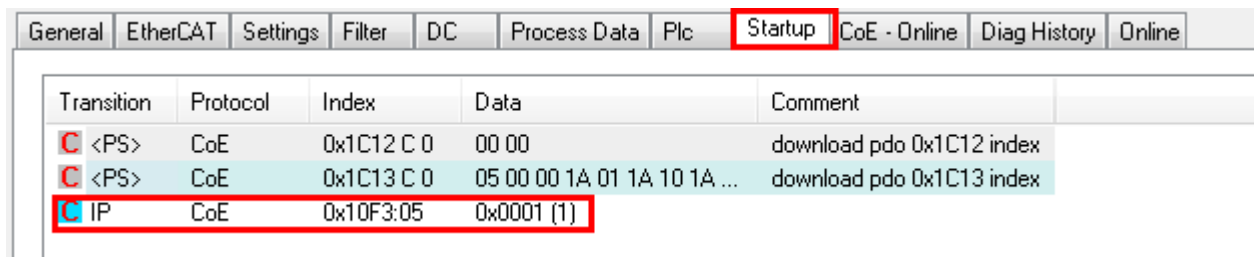 General EtherCAT Settings Filter DC Process Data Plc Startup CoE - Online Diag History Online
Transition Protocol Index Data Comment
C <PS> CoE 0x1C12 C 0 00 00 download pdo 0x1C12 index
C <PS> CoE 0x1C13 C 0 05 00 00 1A 01 1A 10 1A ... download pdo 0x1C13 index
C IP CoE 0x10F3:05 0x0001 (1)